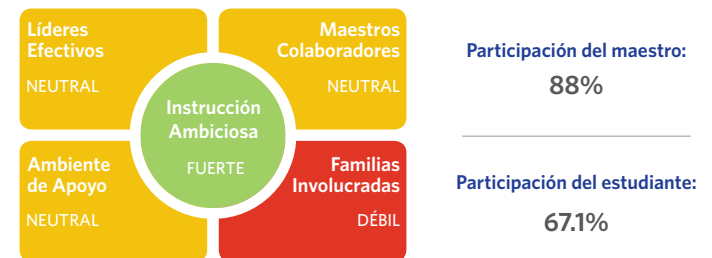 Líderes
Efectivos
NEUTRAL
Maestros
Colaboradores
NEUTRAL
Instrucción
Ambiciosa
FUERTE
Ambiente
de Apoyo
NEUTRAL
Familias
Involucradas
DÉBIL
Participación del maestro:
88%
Participación del estudiante:
67.1%